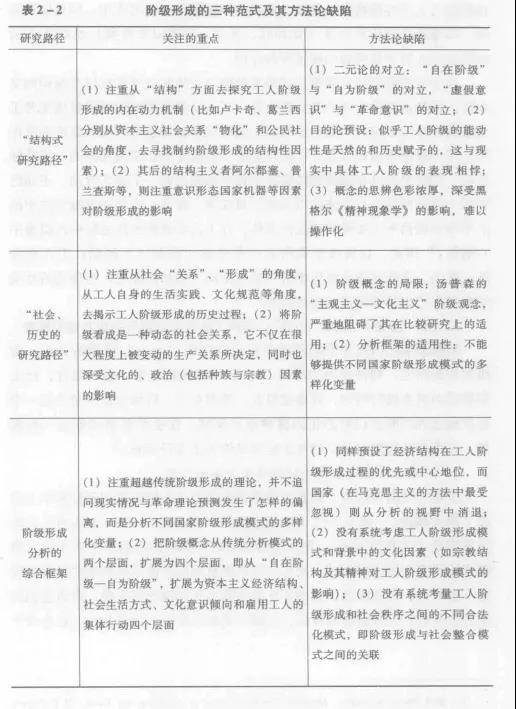 表2-2 阶级形成的三种范式及其方法论缺陷
研究路径 关注的重点 方法论缺陷
“结构式
研究路径”
(1) 注重从“结构”方面去探究工人阶级
形成的内在动力机制（比如卢卡奇、葛兰西
分别从资本主义社会关系“物化”和公民社
会的角度，去寻找制约阶级形成的结构性因
素）；(2) 其后的结构主义者阿尔都塞、普
兰查斯等，则注重意识形态国家机器等因素
对阶级形成的影响
(1) 二元论的对立：“自在阶级”
与“自为阶级”的对立，“虚假意
识”与“革命意识”的对立；(2)
目的论预设：似乎工人阶级的能动
性是天然的和历史赋予的，这与现
实中具体工人阶级的表现相悖；
(3) 概念的思辨色彩浓厚，深受黑
格尔《精神现象学》的影响，难以
操作化
“社会、
历史的
研究路径”
(1) 注重从社会“关系”、“形成”的角度，
从工人自身的生活实践、文化规范等角度，
去揭示工人阶级形成的历史过程；(2) 将阶
级看成是一种动态的社会关系，它不仅在很
大程度上被变动的生产关系所决定，同时也
深受文化的、政治（包括种族与宗教）因素
的影响
(1) 阶级概念的局限：汤普森的
“主观主义—文化主义”阶级观念，
严重地阻碍了其在比较研究上的适
用；(2) 分析框架的适用性：不能
够提供不同国家阶级形成模式的多
样化变量
阶级形成
分析的
综合框架
(1) 注重超越传统阶级形成的理论，并不追
问现实情况与革命理论预测发生了怎样的偏
离，而是分析不同国家阶级形成模式的多样
化变量；(2) 把阶级概念从传统分析模式的
两个层面，扩展为四个层面，即从“自在阶
级—自为阶级”，扩展为资本主义经济结构、
社会生活方式、文化意识倾向和雇用工人的
集体行动四个层面
(1) 同样预设了经济结构在工人阶
级形成过程的优先或中心地位，而
国家（在马克思主义的方法中最受
忽视）则从分析的视野中消退；
(2) 没有系统考虑工人阶级形成模
式和背景中的文化因素（如宗教结
构及其精神对工人阶级形成模式的
影响）；(3) 没有系统考量工人阶
级形成和社会秩序之间的不同合法
化模式，即阶级形成与社会整合模
式之间的关联